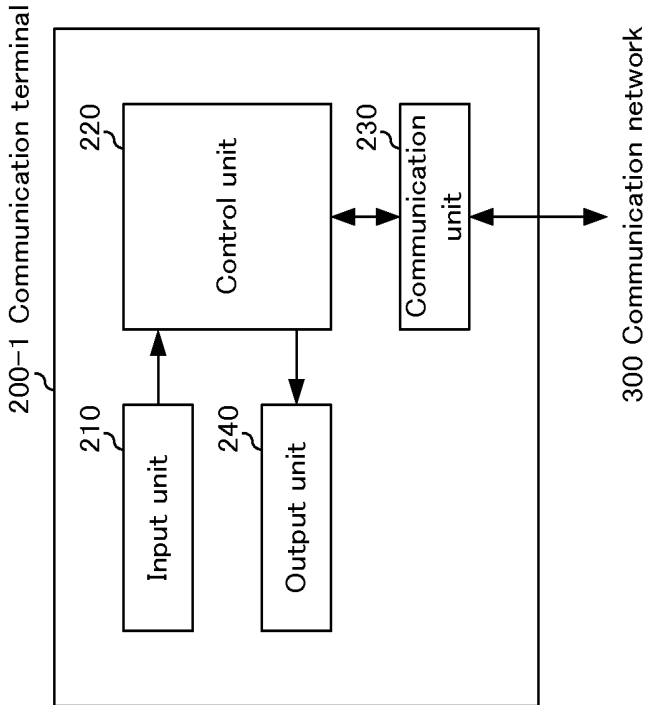 200-1 Communication terminal
210
Input unit
220
Control unit
240
Output unit
230
Communication
unit
300 Communication network